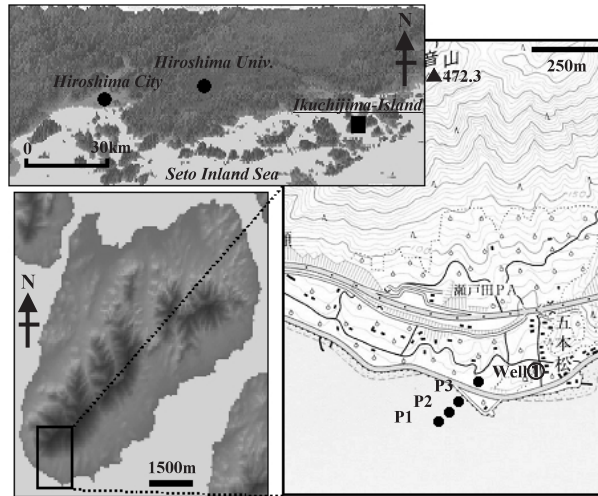 N
Hiroshima Univ.
Hiroshima City
Ikuchijima-Island
0 30km
Seto Inland Sea
N
1500m
250m
音山
472.3
瀬戸田PA
五本松
Well①
P3
P2
P1